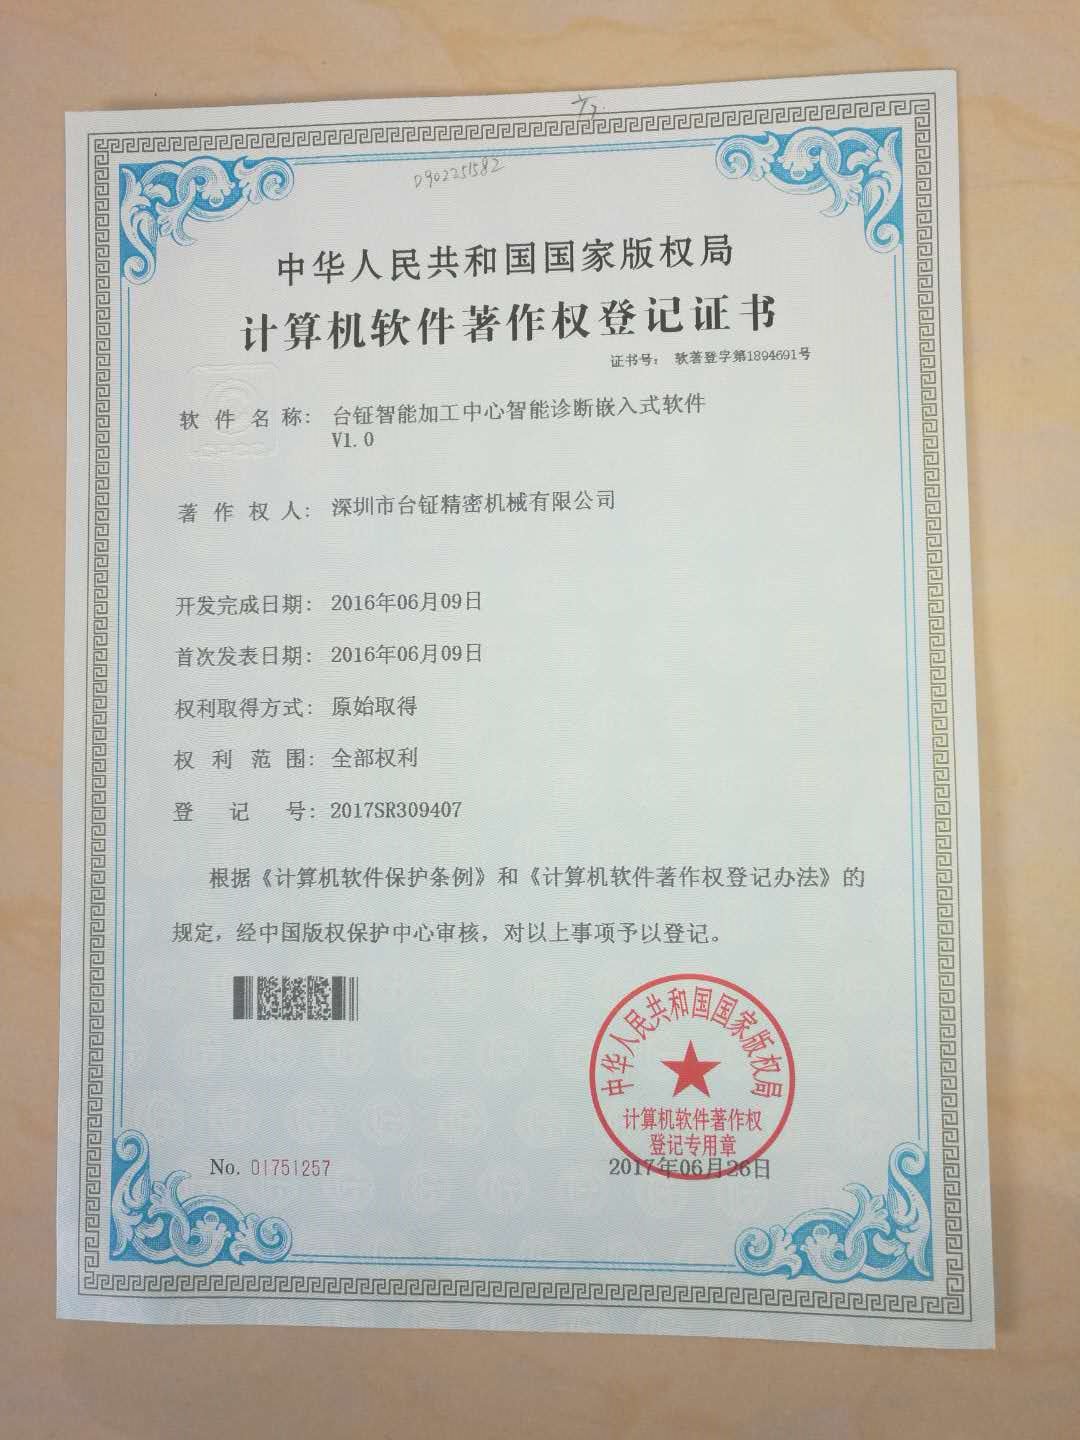 D902251582
中华人民共和国国家版权局
计算机软件著作权登记证书
证书号： 软著登字第1894691号
软件名称： 台钲智能加工中心智能诊断嵌入式软件
V1.0
著作权人： 深圳市台钲精密机械有限公司
开发完成日期： 2016年06月09日
首次发表日期： 2016年06月09日
权利取得方式： 原始取得
权利范围： 全部权利
登记号： 2017SR309407
根据《计算机软件保护条例》和《计算机软件著作权登记办法》的
规定，经中国版权保护中心审核，对以上事项予以登记。
中华人民共和国国家版权局
计算机软件著作权
登记专用章
No. 01751257
2017年06月26日